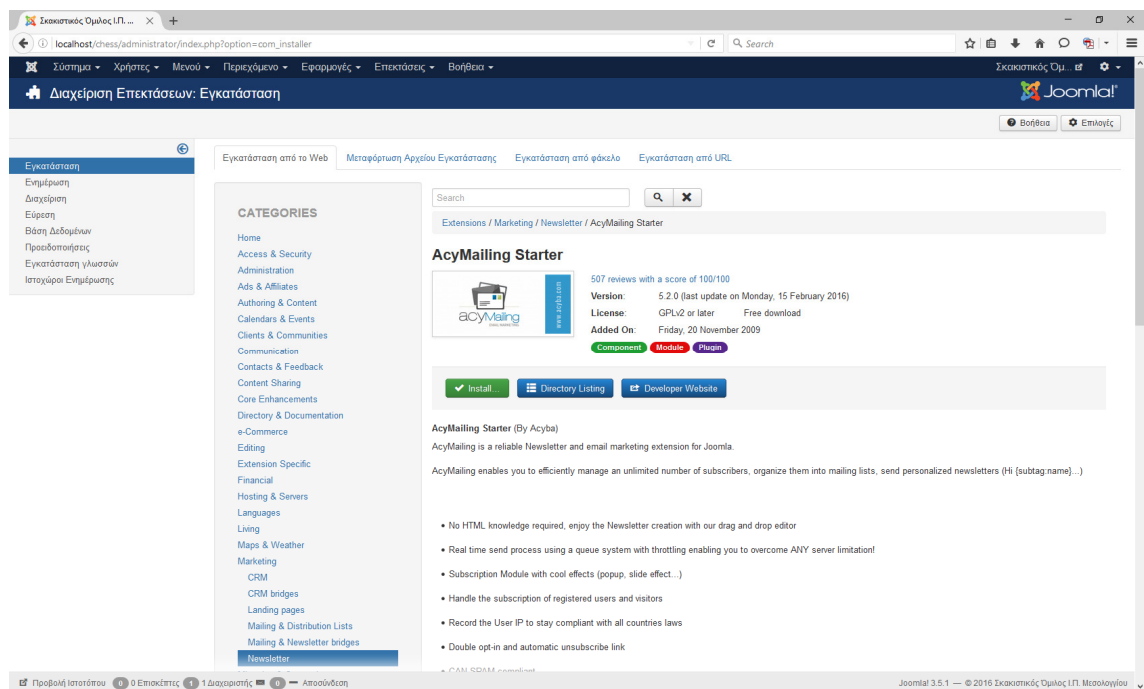 Σκακιστικός Όμιλος Ι.Π. ...
localhost/chess/administrator/index.php?option=com_installer
Search
Σύστημα Χρήστες Μενού Περιεχόμενο Εφαρμογές Επεκτάσεις Βοήθεια
Σκακιστικός Όμ...
Διαχείριση Επεκτάσεων: Εγκατάσταση
Joomla!
Βοήθεια Επιλογές
Εγκατάσταση
Ενημέρωση
Διαχείριση
Εύρεση
Βάση Δεδομένων
Προειδοποιήσεις
Εγκατάσταση γλωσσών
Ιστοχώροι Ενημέρωσης
Εγκατάσταση από το Web Μεταφόρτωση Αρχείου Εγκατάστασης Εγκατάσταση από φάκελο Εγκατάσταση από URL
CATEGORIES
Home
Access & Security
Administration
Ads & Affiliates
Authoring & Content
Calendars & Events
Clients & Communities
Communication
Contacts & Feedback
Content Sharing
Core Enhancements
Directory & Documentation
e-Commerce
Editing
Extension Specific
Financial
Hosting & Servers
Languages
Living
Maps & Weather
Marketing
CRM
CRM bridges
Landing pages
Mailing & Distribution Lists
Mailing & Newsletter bridges
Newsletter
Search
Extensions / Marketing / Newsletter / AcyMailing Starter
AcyMailing Starter
acyMailing
www.acyba.com
507 reviews with a score of 100/100
Version: 5.2.0 (last update on Monday, 15 February 2016)
License: GPLv2 or later Free download
Added On: Friday, 20 November 2009
Component Module Plugin
Install... Directory Listing Developer Website
AcyMailing Starter (By Acyba)
AcyMailing is a reliable Newsletter and email marketing extension for Joomla.
AcyMailing enables you to efficiently manage an unlimited number of subscribers, organize them into mailing lists, send personalized newsletters (Hi {subtag:name}...)
• No HTML knowledge required, enjoy the Newsletter creation with our drag and drop editor
• Real time send process using a queue system with throttling enabling you to overcome ANY server limitation!
• Subscription Module with cool effects (popup, slide effect...)
• Handle the subscription of registered users and visitors
• Record the User IP to stay compliant with all countries laws
• Double opt-in and automatic unsubscribe link
• CAN SPAM compliant
Προβολή Ιστοτόπου 0 0 Επισκέπτες 1 1 Διαχειριστής 0 Αποσύνδεση
Joomla! 3.5.1 — © 2016 Σκακιστικός Όμιλος Ι.Π. Μεσολογγίου